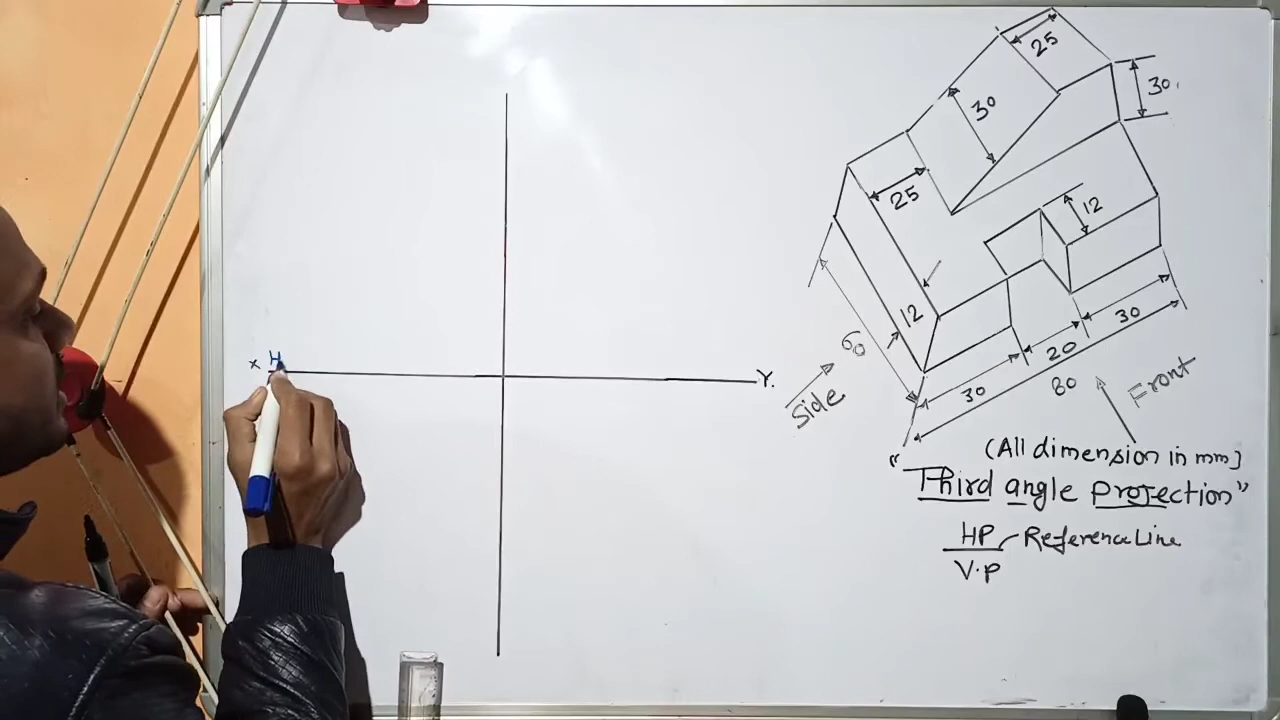 25
30
30
25
12
12
60
30
20
30
80
Side
Front
X H
Y.
(All dimension in mm]
"Third angle projection"
HP Reference Line
V.P